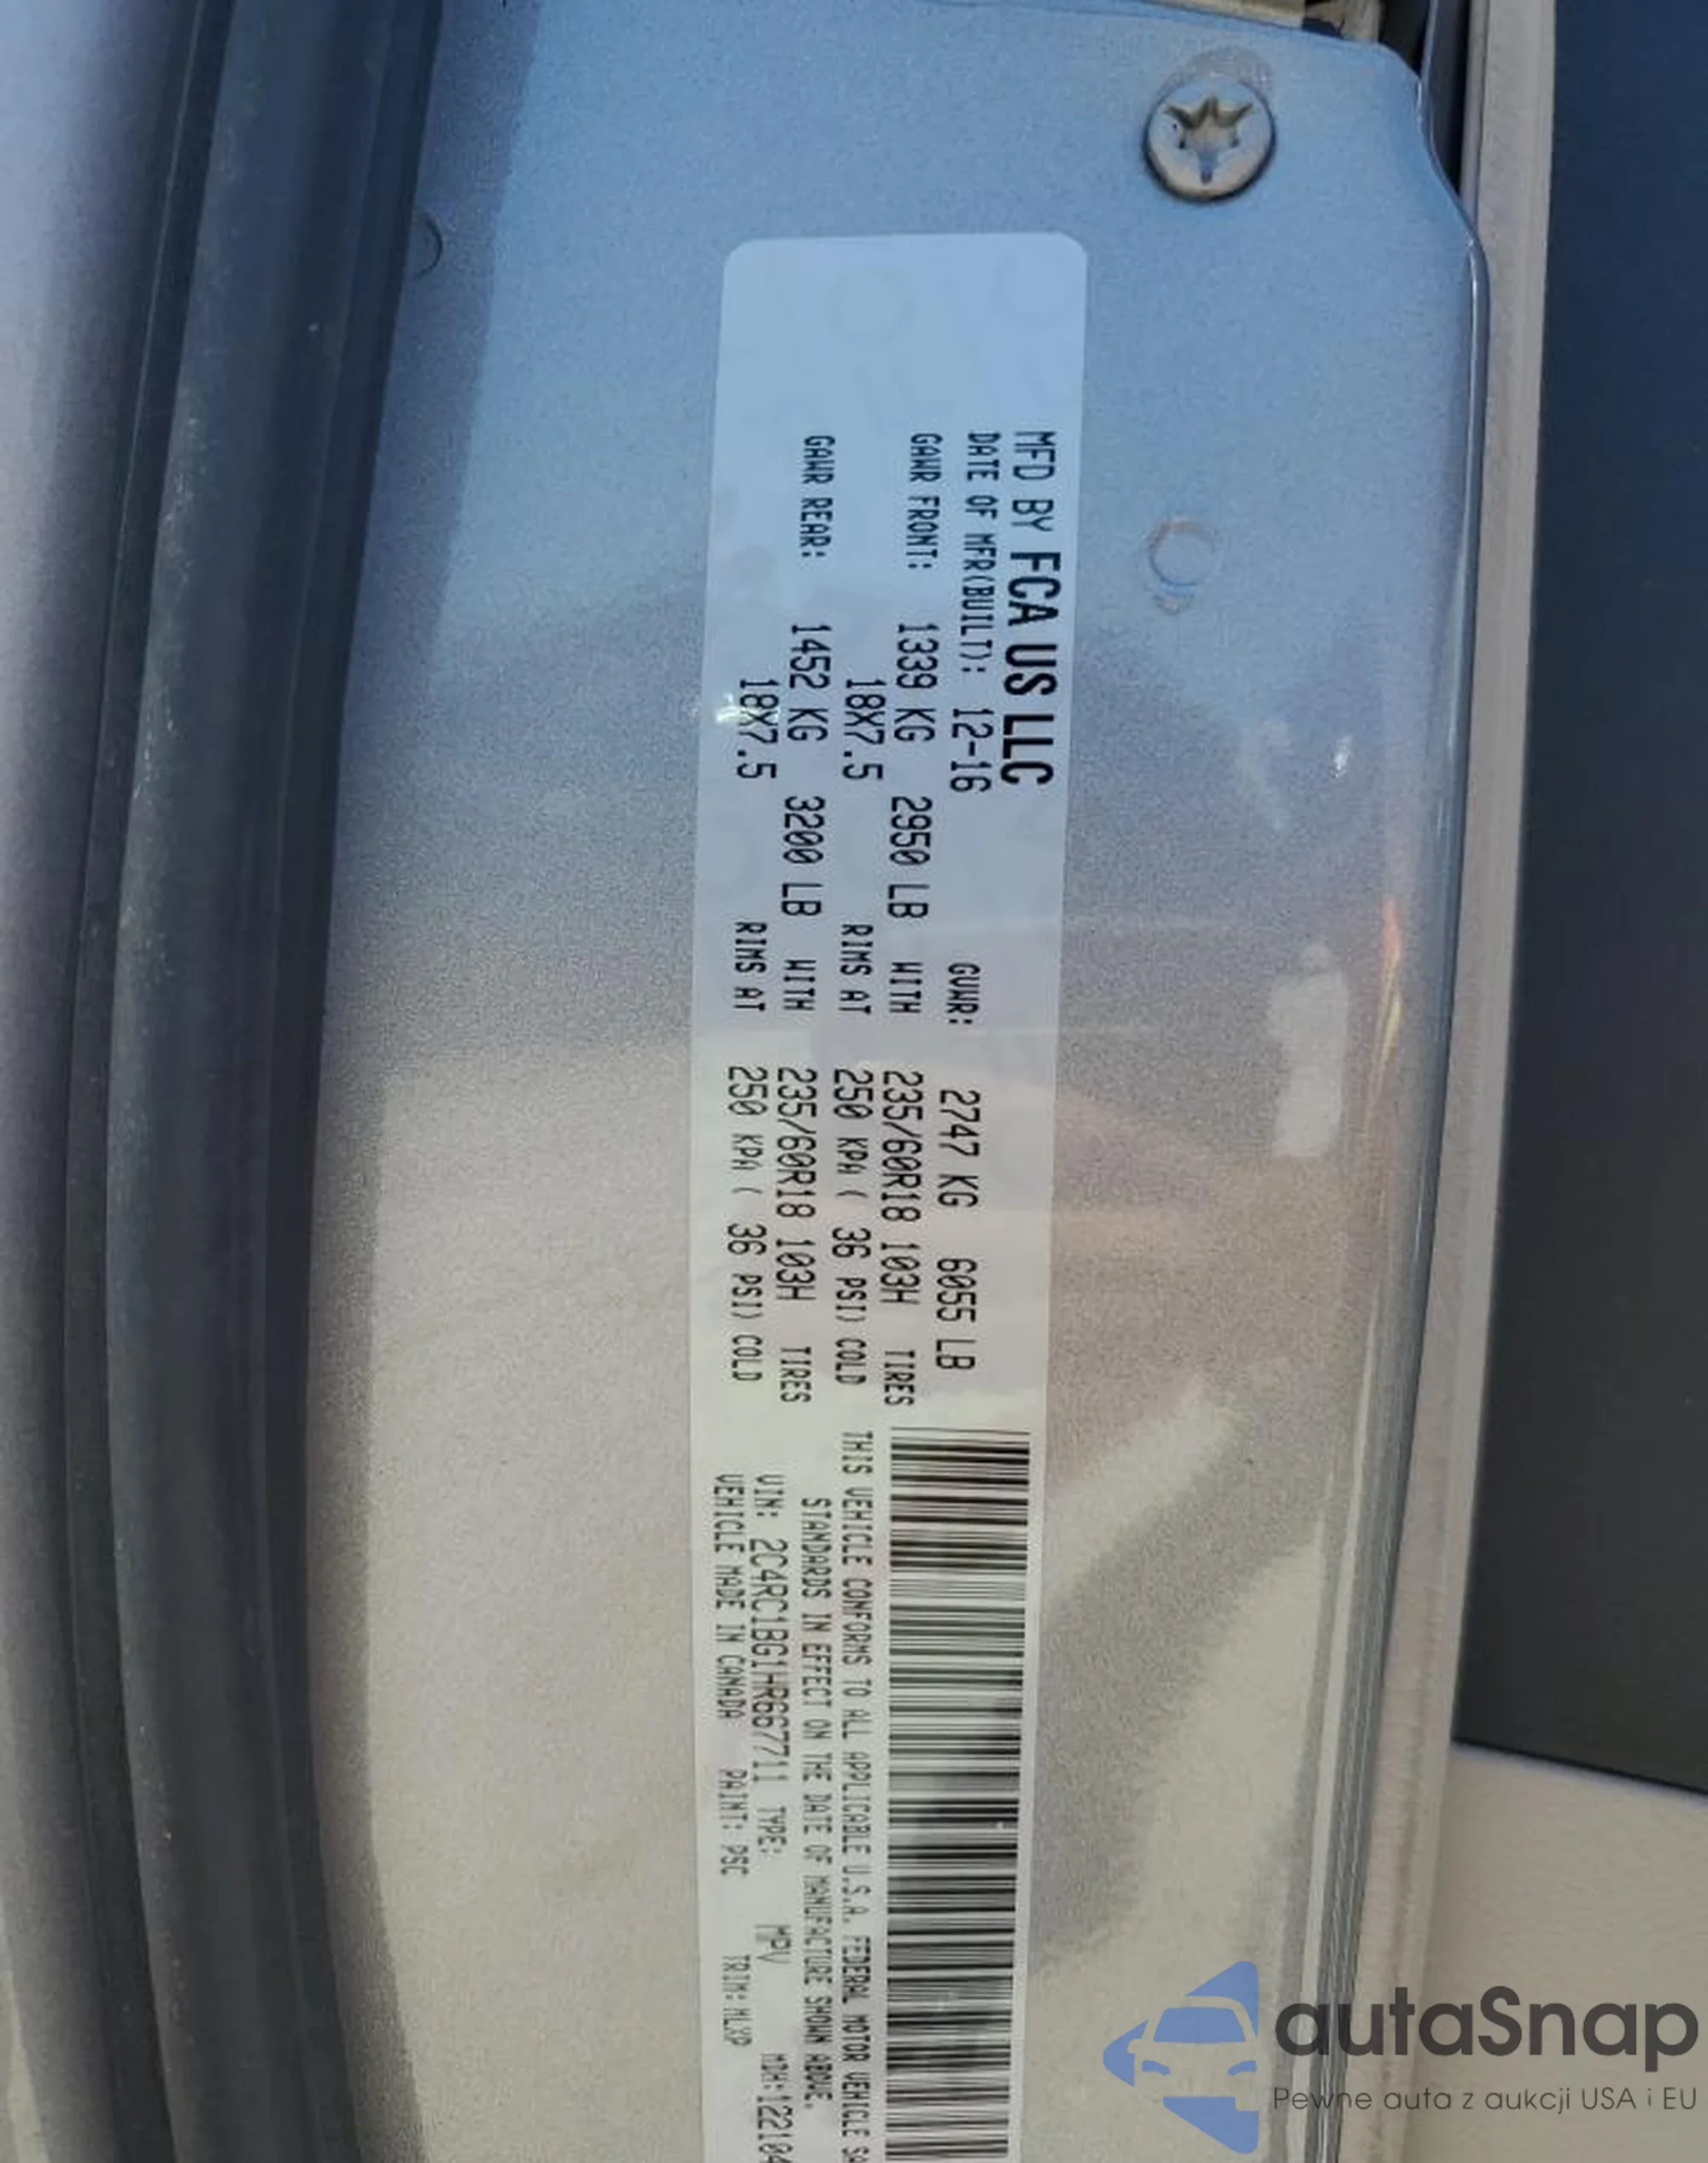 MFD BY FCA US LLC
DATE OF MFR(BUILT): 12-16 GVWR: 2747 KG 6055 LB
GAWR FRONT: 1339 KG 2950 LB WITH 235/60R18 103H TIRES
18X7.5 RIMS AT 250 KPA ( 36 PSI) COLD
GAWR REAR: 1452 KG 3200 LB WITH 235/60R18 103H TIRES
18X7.5 RIMS AT 250 KPA ( 36 PSI) COLD
THIS VEHICLE CONFORMS TO ALL APPLICABLE U.S.A. FEDERAL MOTOR VEHICLE SA
STANDARDS IN EFFECT ON THE DATE OF MANUFACTURE SHOWN ABOVE.
VIN: 2C4RC1BG1HR667711 TYPE: MPV MDH:122104
VEHICLE MADE IN CANADA PAINT: PSC TRIM: HLXP
autaSnap
Pewne auta z aukcji USA i EU